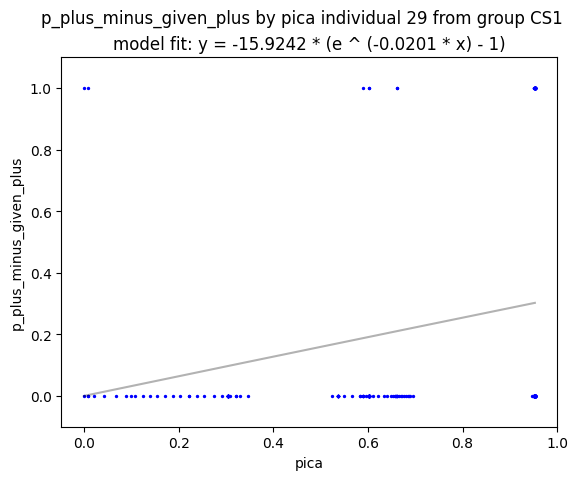 p_plus_minus_given_plus by pica individual 29 from group CS1
model fit: y = -15.9242 * (e ^ (-0.0201 * x) - 1)
p_plus_minus_given_plus
1.0
0.8
0.6
0.4
0.2
0.0
0.0 0.2 0.4 0.6 0.8 1.0
pica